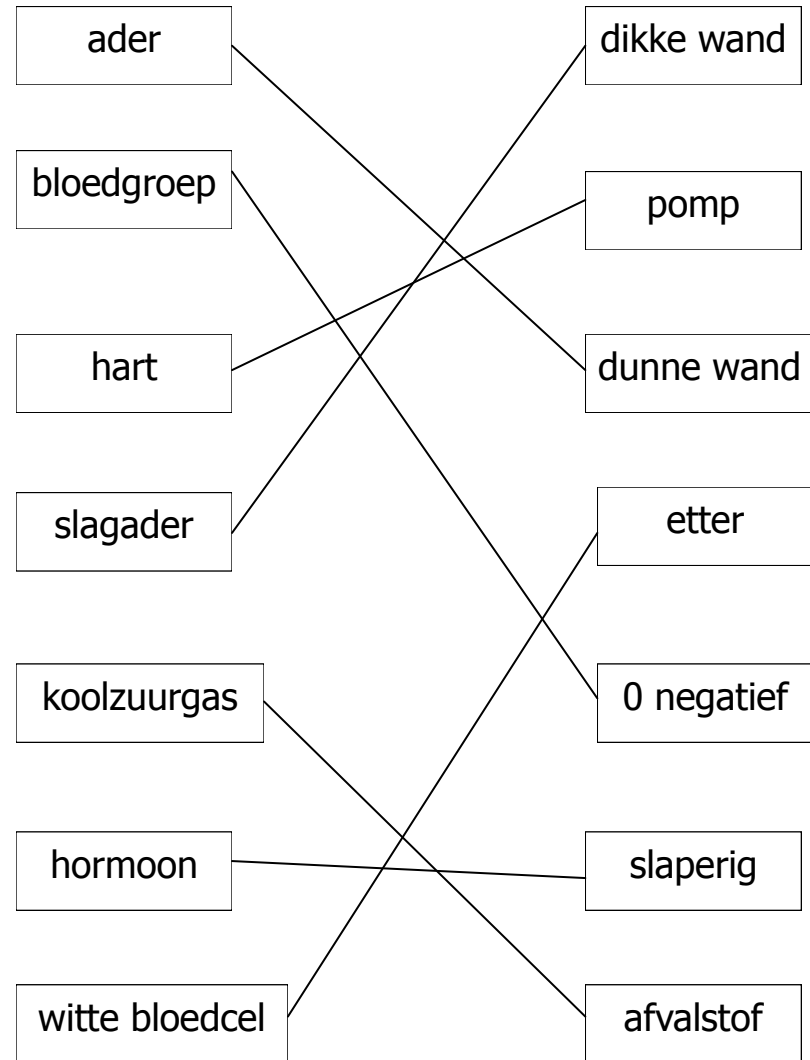 ader
dikke wand
bloedgroep
pomp
hart
dunne wand
slagader
etter
koolzuurgas
0 negatief
hormoon
slaperig
witte bloedcel
afvalstof